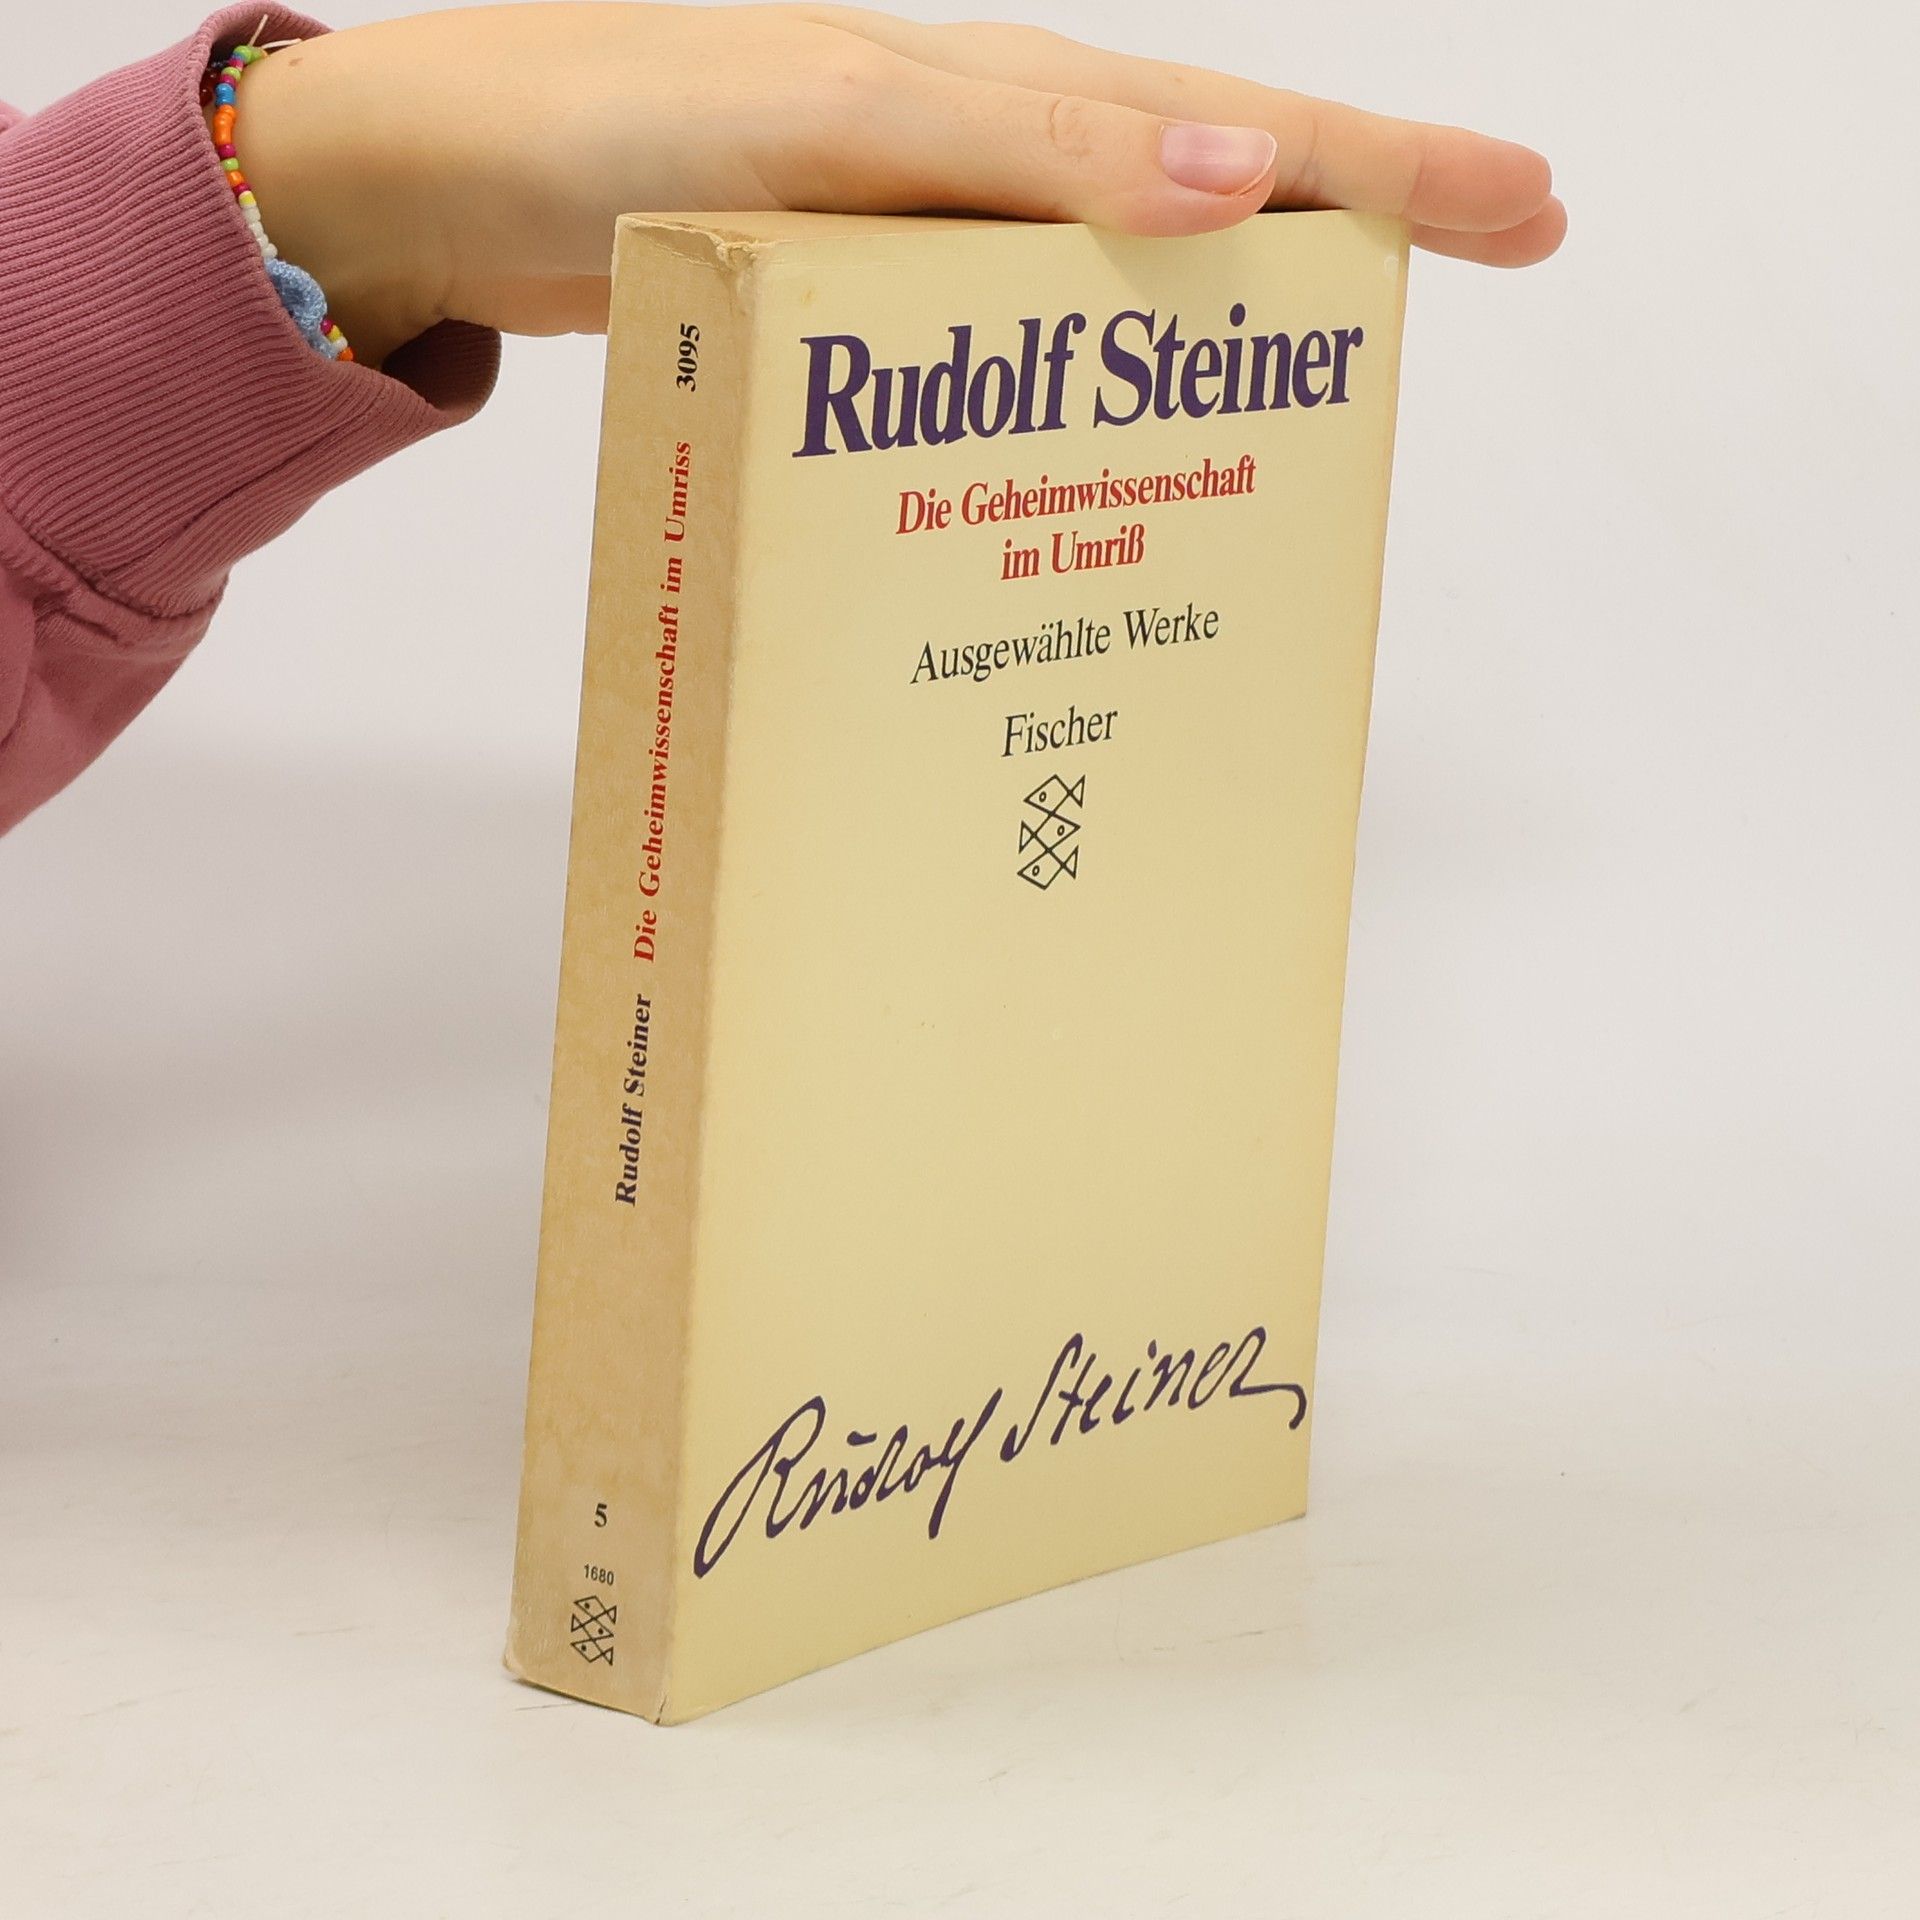 Rudolf Steiner
Die Geheimwissenschaft
im Umriß
Ausgewählte Werke
Fischer
Rudolf Steiner
Rudolf Steiner Die Geheimwissenschaft im Umriss 3095
5
1680